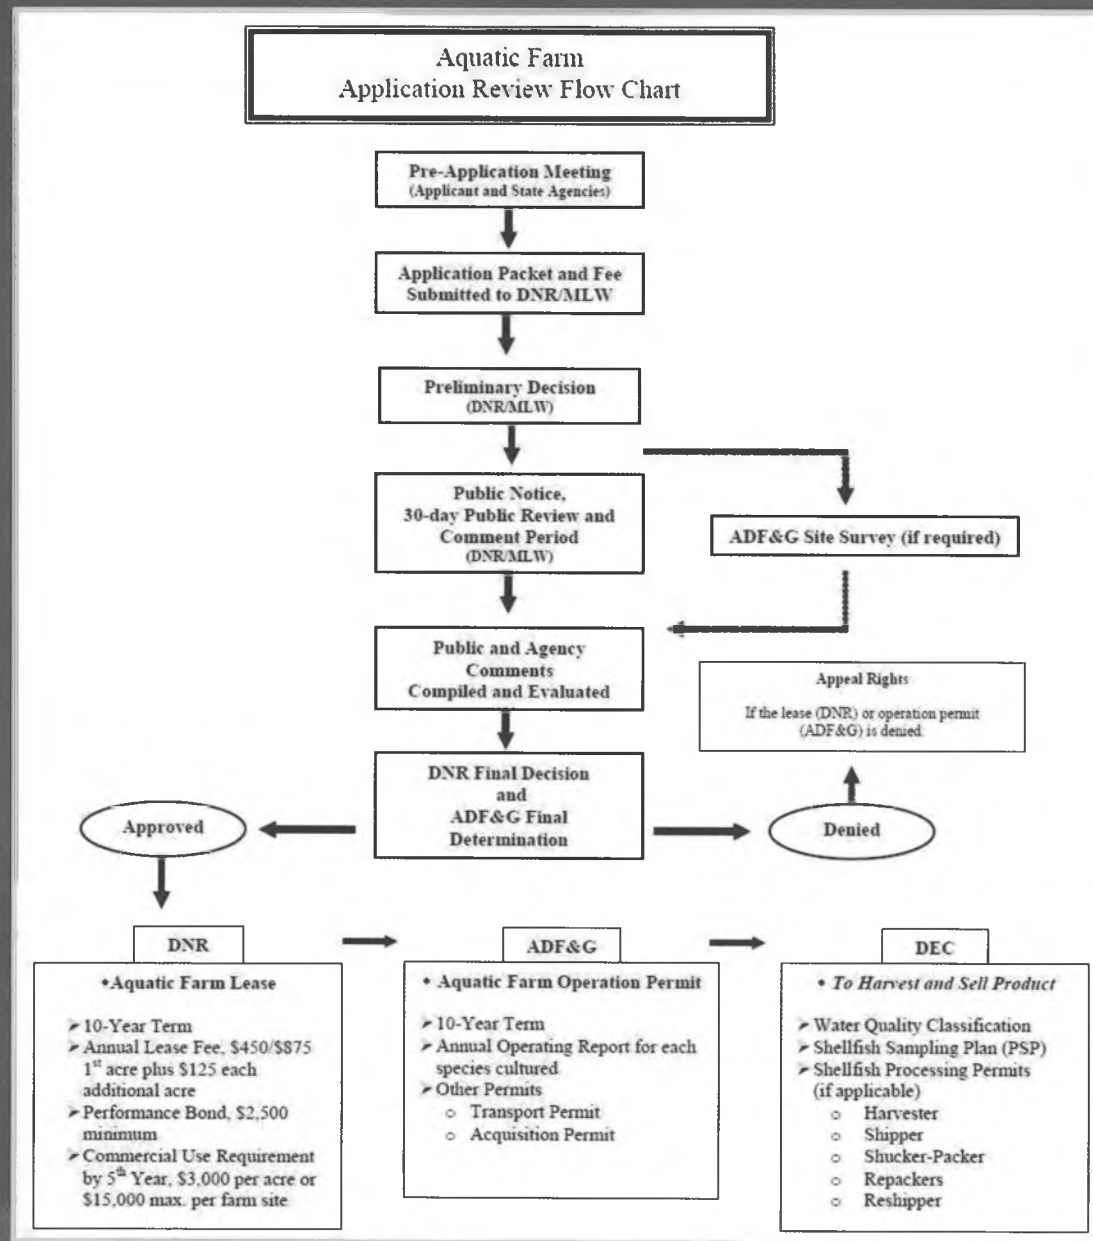 Aquatic Farm
Application Review Flow Chart
Pre-Application Meeting
(Applicant and State Agencies)
Application Packet and Fee
Submitted to DNR/MLW
Preliminary Decision
(DNR/MLW)
Public Notice,
30-day Public Review and
Comment Period
(DNR/MLW)
ADF&G Site Survey (if required)
Public and Agency
Comments
Compiled and Evaluated
Appeal Rights
If the lease (DNR) or operation permit
(ADF&G) is denied
DNR Final Decision
and
ADF&G Final
Determination
Approved
Denied
DNR
•Aquatic Farm Lease
➤10-Year Term
➤Annual Lease Fee, $450/$875
1st acre plus $125 each
additional acre
➤Performance Bond, $2,500
minimum
➤Commercial Use Requirement
by 5th Year, $3,000 per acre or
$15,000 max. per farm site
ADF&G
• Aquatic Farm Operation Permit
➤10-Year Term
➤Annual Operating Report for each
species cultured
➤Other Permits
o Transport Permit
o Acquisition Permit
DEC
• To Harvest and Sell Product
➤Water Quality Classification
➤Shellfish Sampling Plan (PSP)
➤Shellfish Processing Permits
(if applicable)
o Harvester
o Shipper
o Shucker-Packer
o Repackers
o Reshipper